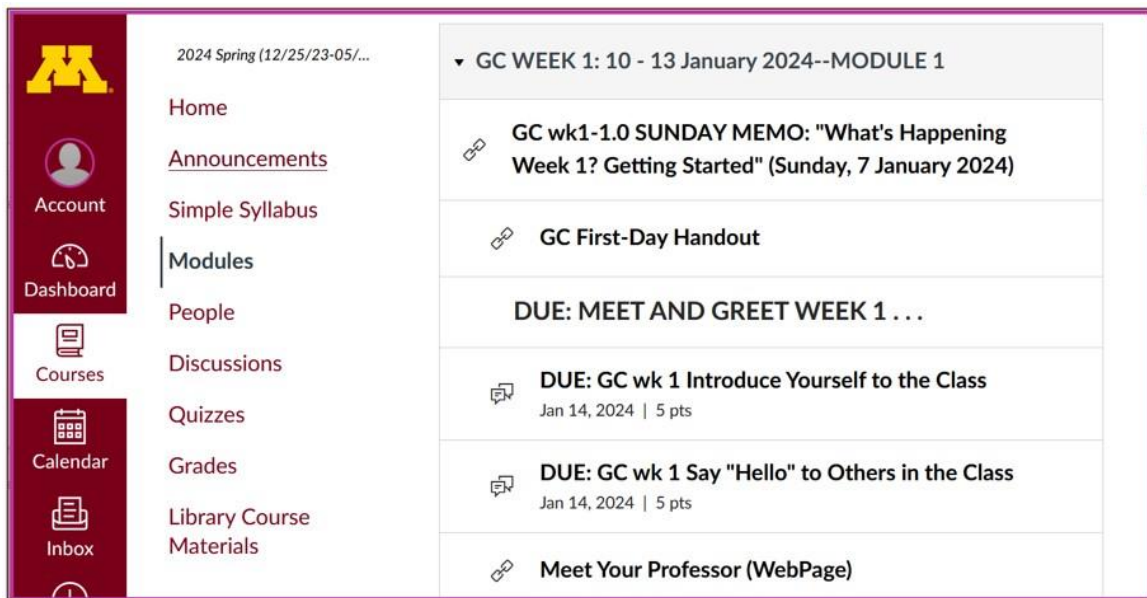 M
Account
Dashboard
Courses
Calendar
Inbox
2024 Spring (12/25/23-05/...
Home
Announcements
Simple Syllabus
Modules
People
Discussions
Quizzes
Grades
Library Course
Materials
GC WEEK 1: 10 - 13 January 2024--MODULE 1
GC wk1-1.0 SUNDAY MEMO: "What's Happening
Week 1? Getting Started" (Sunday, 7 January 2024)
GC First-Day Handout
DUE: MEET AND GREET WEEK 1 . . .
DUE: GC wk 1 Introduce Yourself to the Class
Jan 14, 2024 | 5 pts
DUE: GC wk 1 Say "Hello" to Others in the Class
Jan 14, 2024 | 5 pts
Meet Your Professor (WebPage)